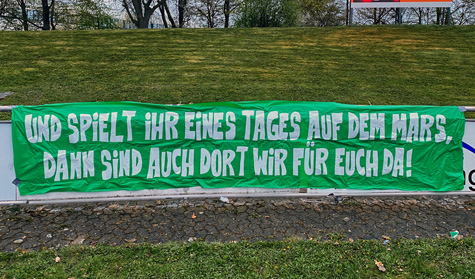 UND SPIELT IHR EINES TAGES AUF DEM MARS,
DANN SIND AUCH DORT WIR FÜR EUCH DA!